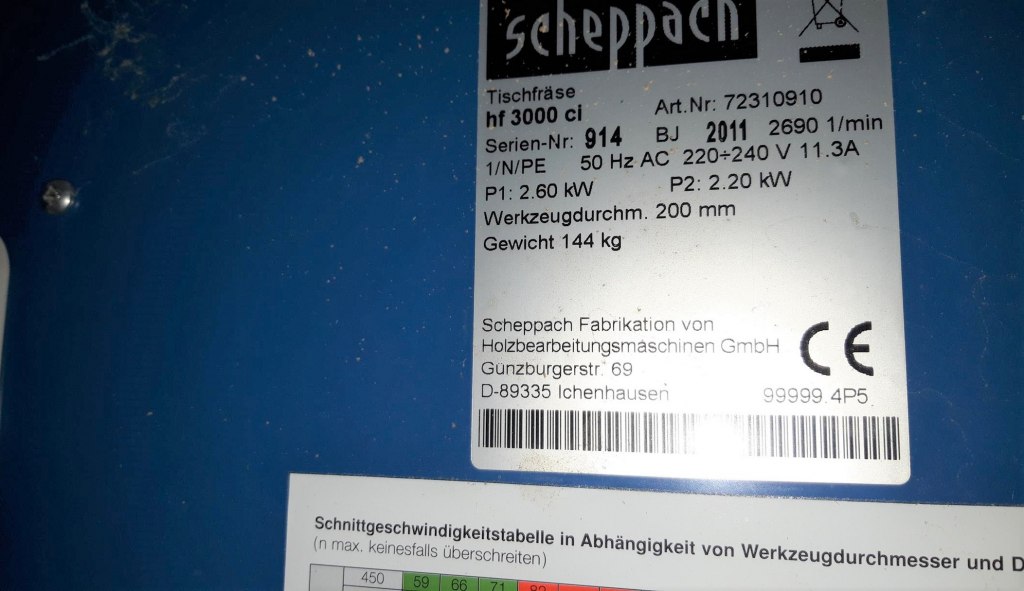 scheppach
Tischfräse
hf 3000 ci Art.Nr: 72310910
Serien-Nr: 914 BJ 2011 2690 1/min
1/N/PE 50 Hz AC 220÷240 V 11.3A
P1: 2.60 kW P2: 2.20 kW
Werkzeugdurchm. 200 mm
Gewicht 144 kg
Scheppach Fabrikation von
Holzbearbeitungsmaschinen GmbH
Günzburgerstr. 69
D-89335 Ichenhausen 99999.4P5
CE
Schnittgeschwindigkeitstabelle in Abhängigkeit von Werkzeugdurchmesser und D
(n max. keinesfalls überschreiten)
450 59 66 71 82